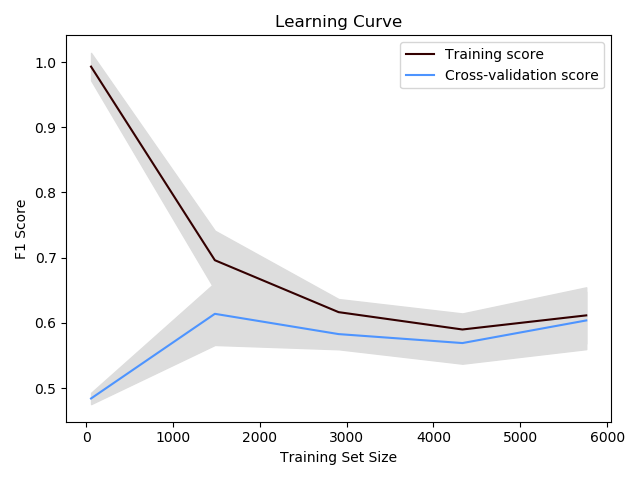 Learning Curve
Training score
Cross-validation score
F1 Score
1.0
0.9
0.8
0.7
0.6
0.5
0 1000 2000 3000 4000 5000 6000
Training Set Size